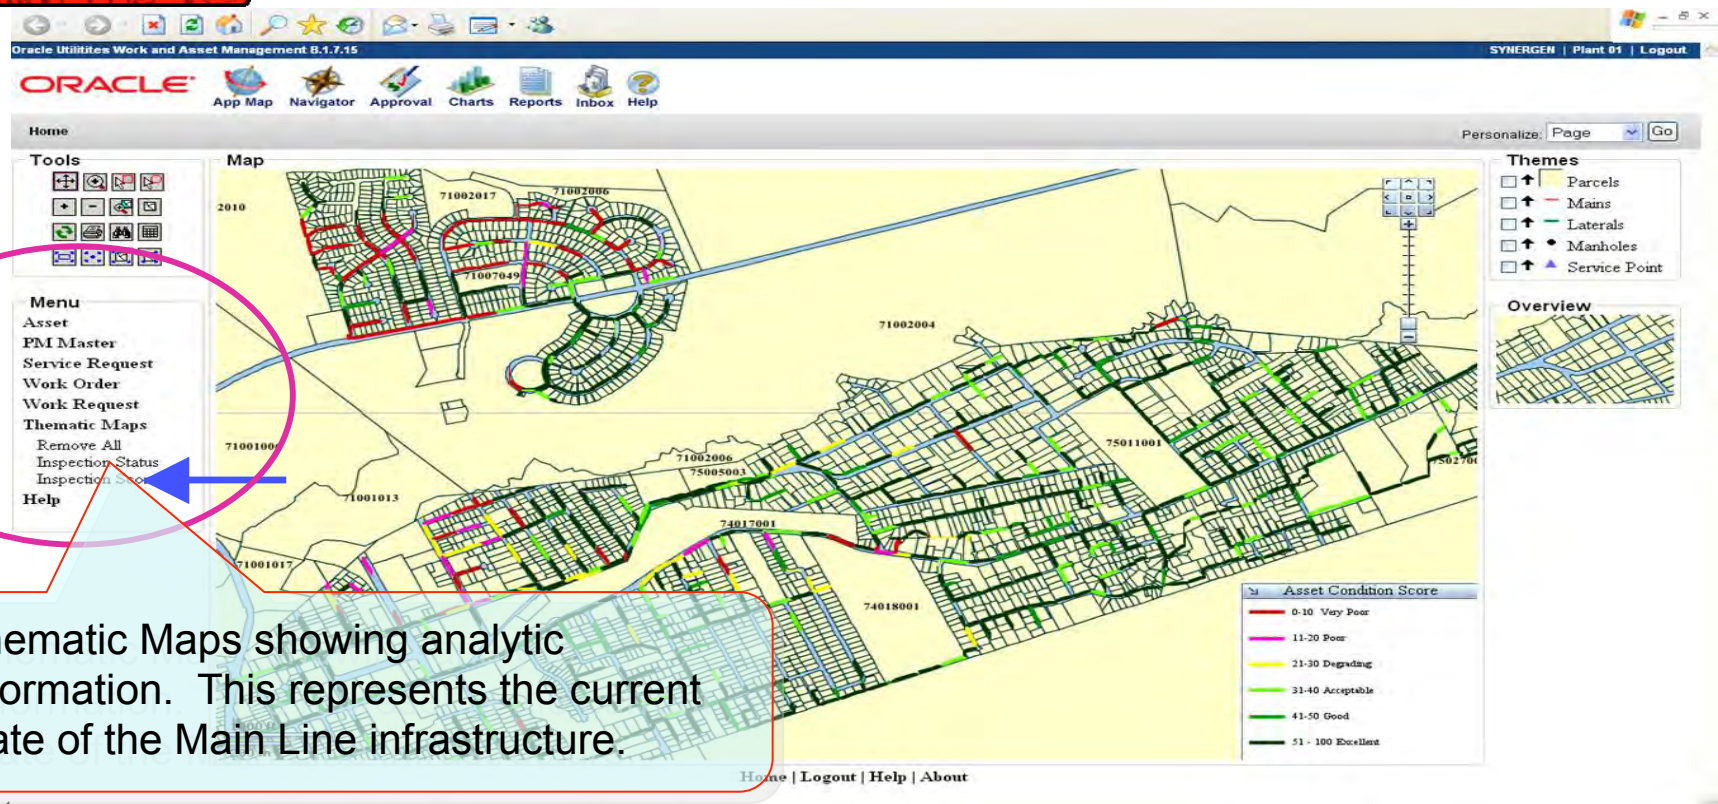 Oracle Utilitites Work and Asset Management 8.1.7.15
SYNERGEN | Plant 01 | Logout
ORACLE
App Map Navigator Approval Charts Reports Inbox Help
Home
Personalize: Page Go
Tools
Map
Themes
Parcels
Mains
Laterals
Manholes
Service Point
Overview
Menu
Asset
PM Master
Service Request
Work Order
Work Request
Thematic Maps
Remove All
Inspection Status
Inspection
Help
2010
71002017
71002006
71007049
71002004
71002006
75005003
75011001
71001013
74017001
71001017
74018001
Asset Condition Score
0-10 Very Poor
11-20 Poor
21-30 Degrading
31-40 Acceptable
41-50 Good
51 - 100 Excellent
hematic Maps showing analytic
ormation. This represents the current
ate of the Main Line infrastructure.
Home | Logout | Help | About